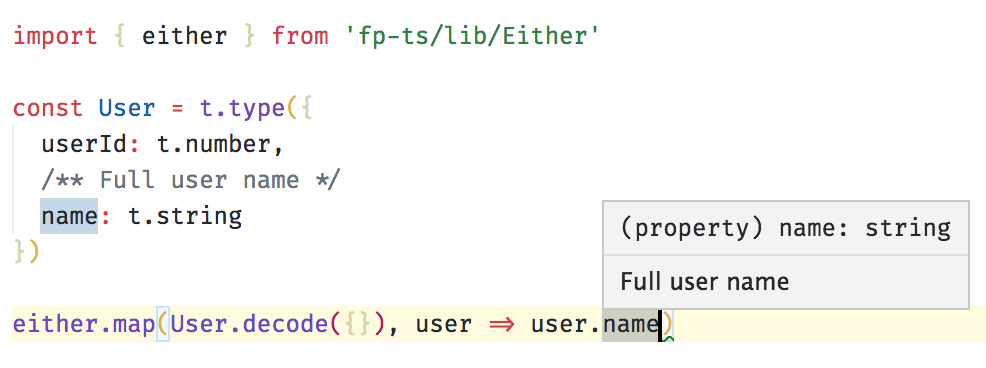 import { either } from 'fp-ts/lib/Either'
const User = t.type({
userId: t.number,
/** Full user name */
name: t.string
})
(property) name: string
Full user name
either.map(User.decode({}), user => user.name)